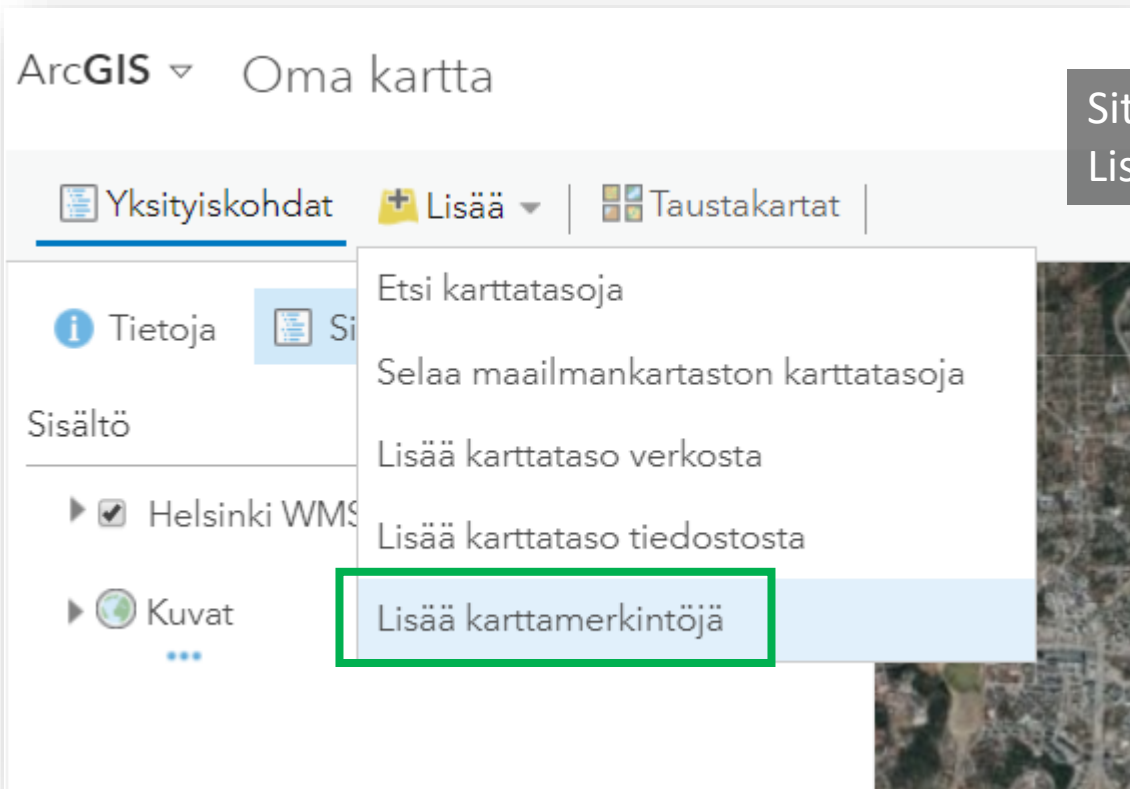 ArcGIS Oma kartta
Yksityiskohdat Lisää Taustakartat
Etsi karttatasoja
Tietoja
Selaa maailmankartaston karttatasoja
Sisältö
Lisää karttataso verkosta
Helsinki WMS
Lisää karttataso tiedostosta
Kuvat
Lisää karttamerkintöjä